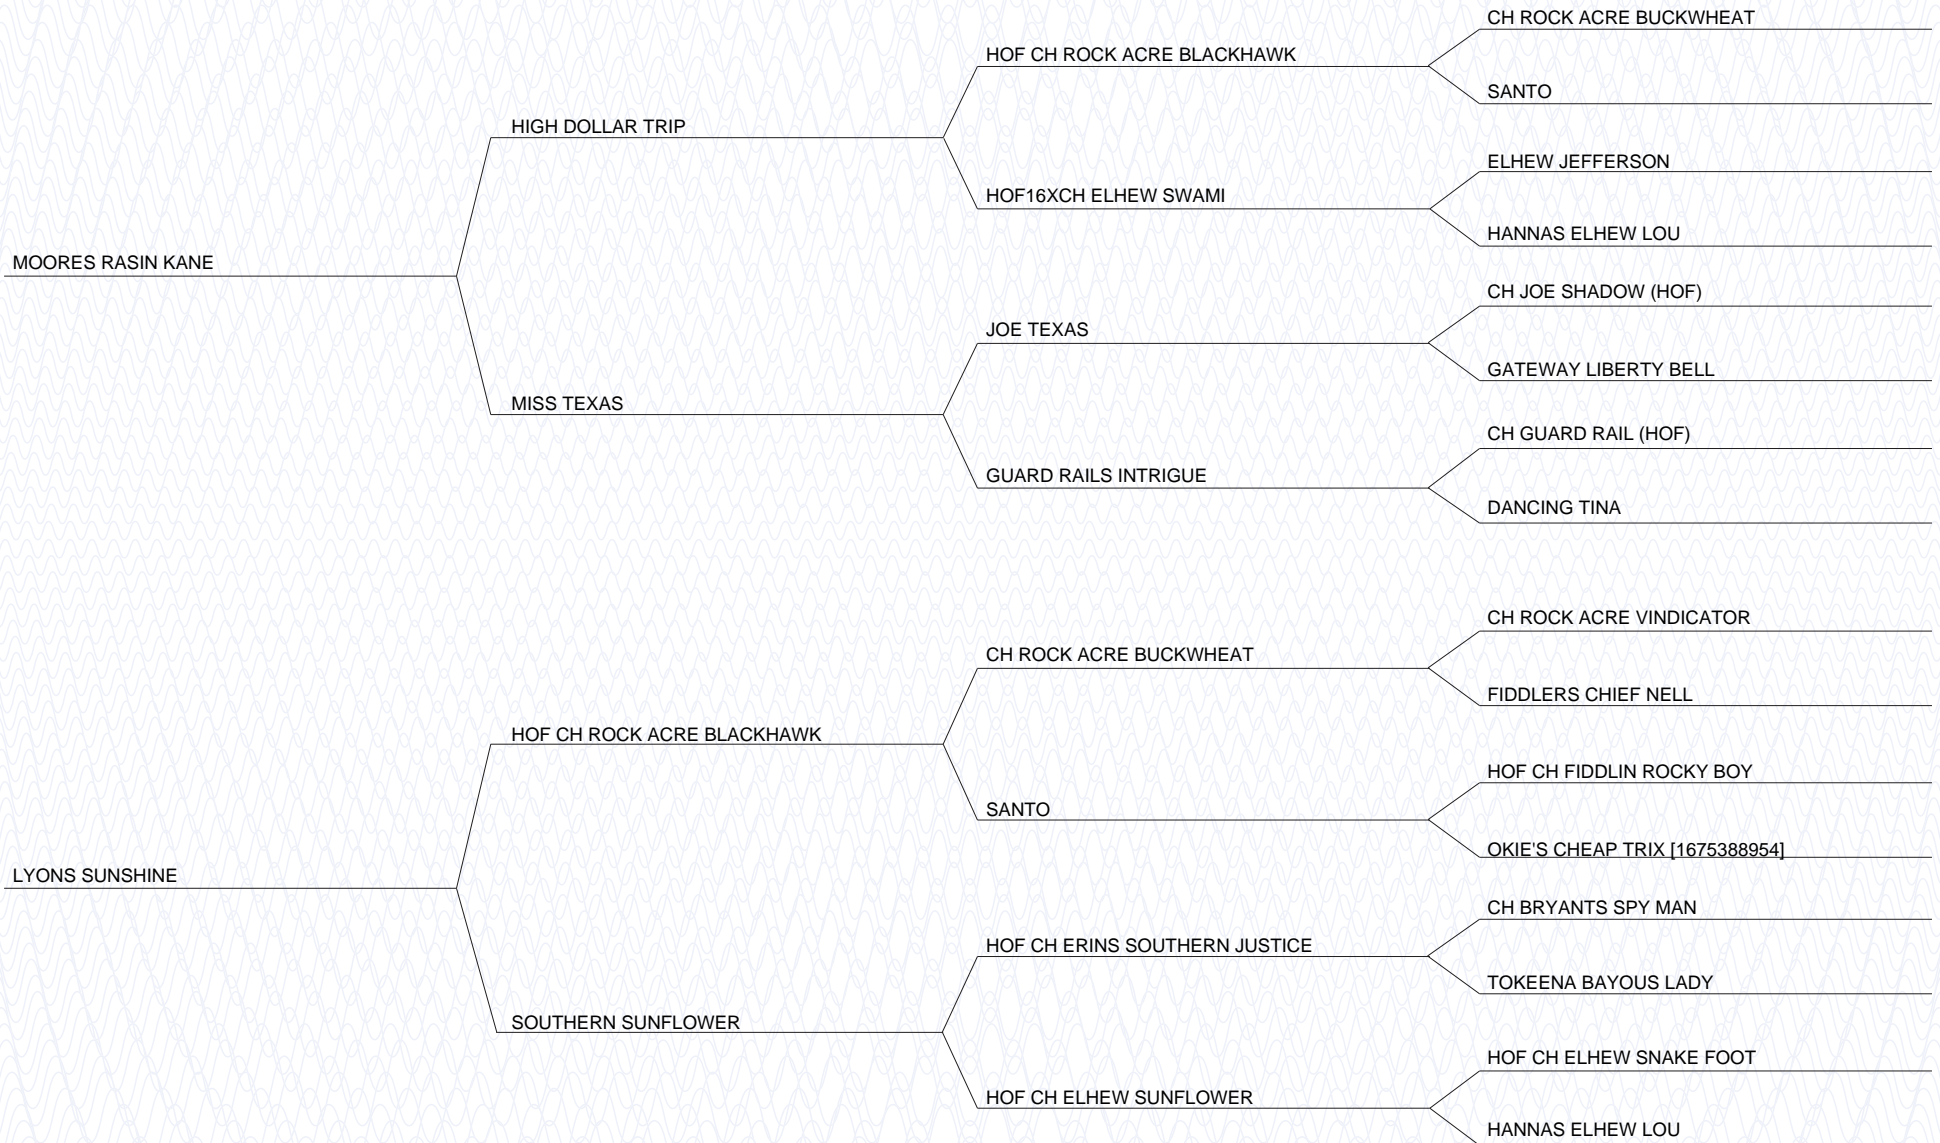 CH ROCK ACRE BUCKWHEAT
HOF CH ROCK ACRE BLACKHAWK
SANTO
HIGH DOLLAR TRIP
ELHEW JEFFERSON
HOF16XCH ELHEW SWAMI
HANNAS ELHEW LOU
MOORES RASIN KANE
CH JOE SHADOW (HOF)
JOE TEXAS
GATEWAY LIBERTY BELL
MISS TEXAS
CH GUARD RAIL (HOF)
GUARD RAILS INTRIGUE
DANCING TINA
CH ROCK ACRE VINDICATOR
CH ROCK ACRE BUCKWHEAT
FIDDLERS CHIEF NELL
HOF CH ROCK ACRE BLACKHAWK
HOF CH FIDDLIN ROCKY BOY
SANTO
OKIE'S CHEAP TRIX [1675388954]
LYONS SUNSHINE
CH BRYANTS SPY MAN
HOF CH ERINS SOUTHERN JUSTICE
TOKEENA BAYOUS LADY
SOUTHERN SUNFLOWER
HOF CH ELHEW SNAKE FOOT
HOF CH ELHEW SUNFLOWER
HANNAS ELHEW LOU